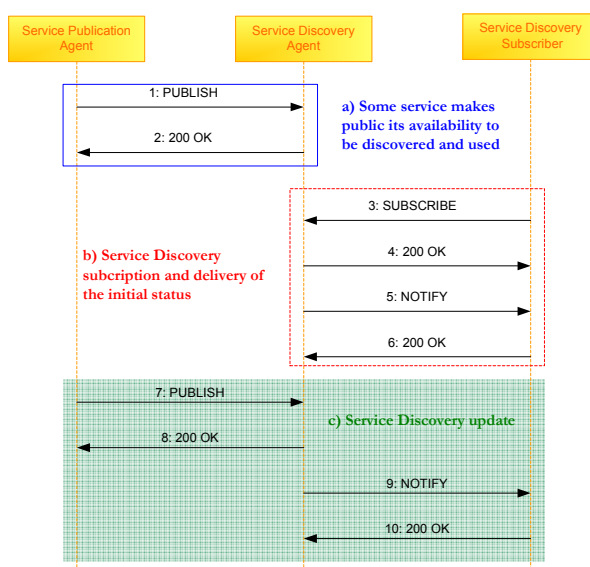 Service Publication
Agent
Service Discovery
Agent
Service Discovery
Subscriber
1: PUBLISH
a) Some service makes
public its availability to
be discovered and used
2: 200 OK
3: SUBSCRIBE
b) Service Discovery
subcription and delivery of
the initial status
4: 200 OK
5: NOTIFY
6: 200 OK
7: PUBLISH
c) Service Discovery update
8: 200 OK
9: NOTIFY
10: 200 OK